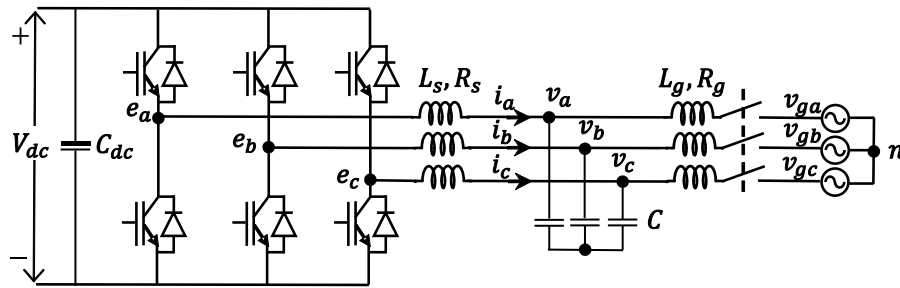 +
V_dc
−
C_dc
e_a
e_b
e_c
L_s, R_s
i_a
i_b
i_c
v_a
v_b
v_c
C
L_g, R_g
v_ga
v_gb
v_gc
n